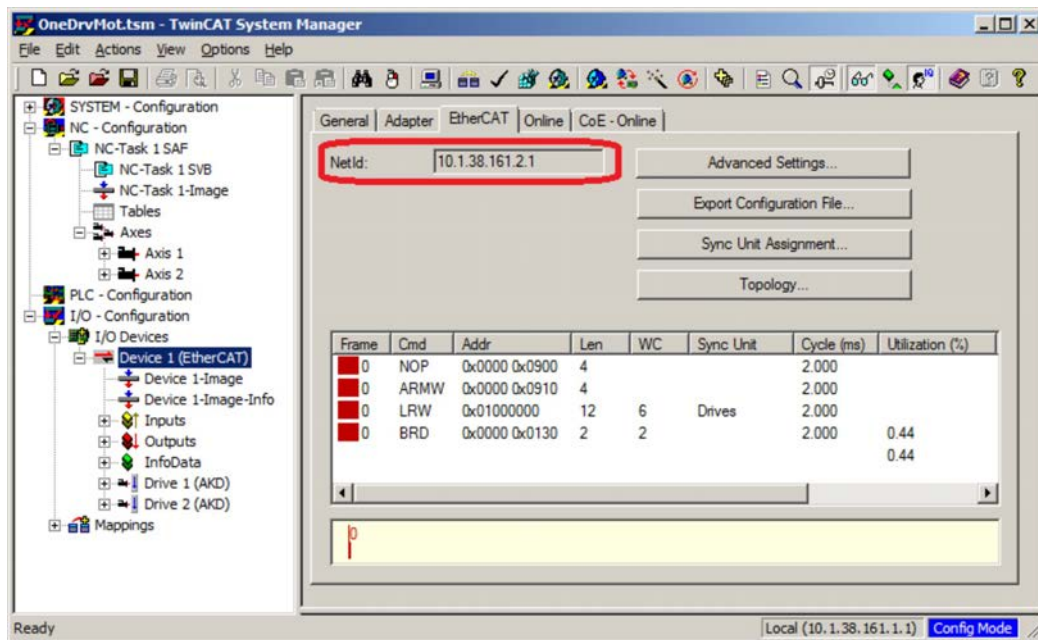 OneDrvMot.tsm - TwinCAT System Manager
File Edit Actions View Options Help
SYSTEM - Configuration
NC - Configuration
NC-Task 1 SAF
NC-Task 1 SVB
NC-Task 1-Image
Tables
Axes
Axis 1
Axis 2
PLC - Configuration
I/O - Configuration
I/O Devices
Device 1 (EtherCAT)
Device 1-Image
Device 1-Image-Info
Inputs
Outputs
InfoData
Drive 1 (AKD)
Drive 2 (AKD)
Mappings
General Adapter EtherCAT Online CoE - Online
NetId: 10.1.38.161.2.1
Advanced Settings...
Export Configuration File...
Sync Unit Assignment...
Topology...
Frame Cmd Addr Len WC Sync Unit Cycle (ms) Utilization (%)
0 NOP 0x0000 0x0900 4 2.000
0 ARMW 0x0000 0x0910 4 2.000
0 LRW 0x01000000 12 6 Drives 2.000
0 BRD 0x0000 0x0130 2 2 2.000 0.44
0.44
0
Ready Local (10.1.38.161.1.1) Config Mode